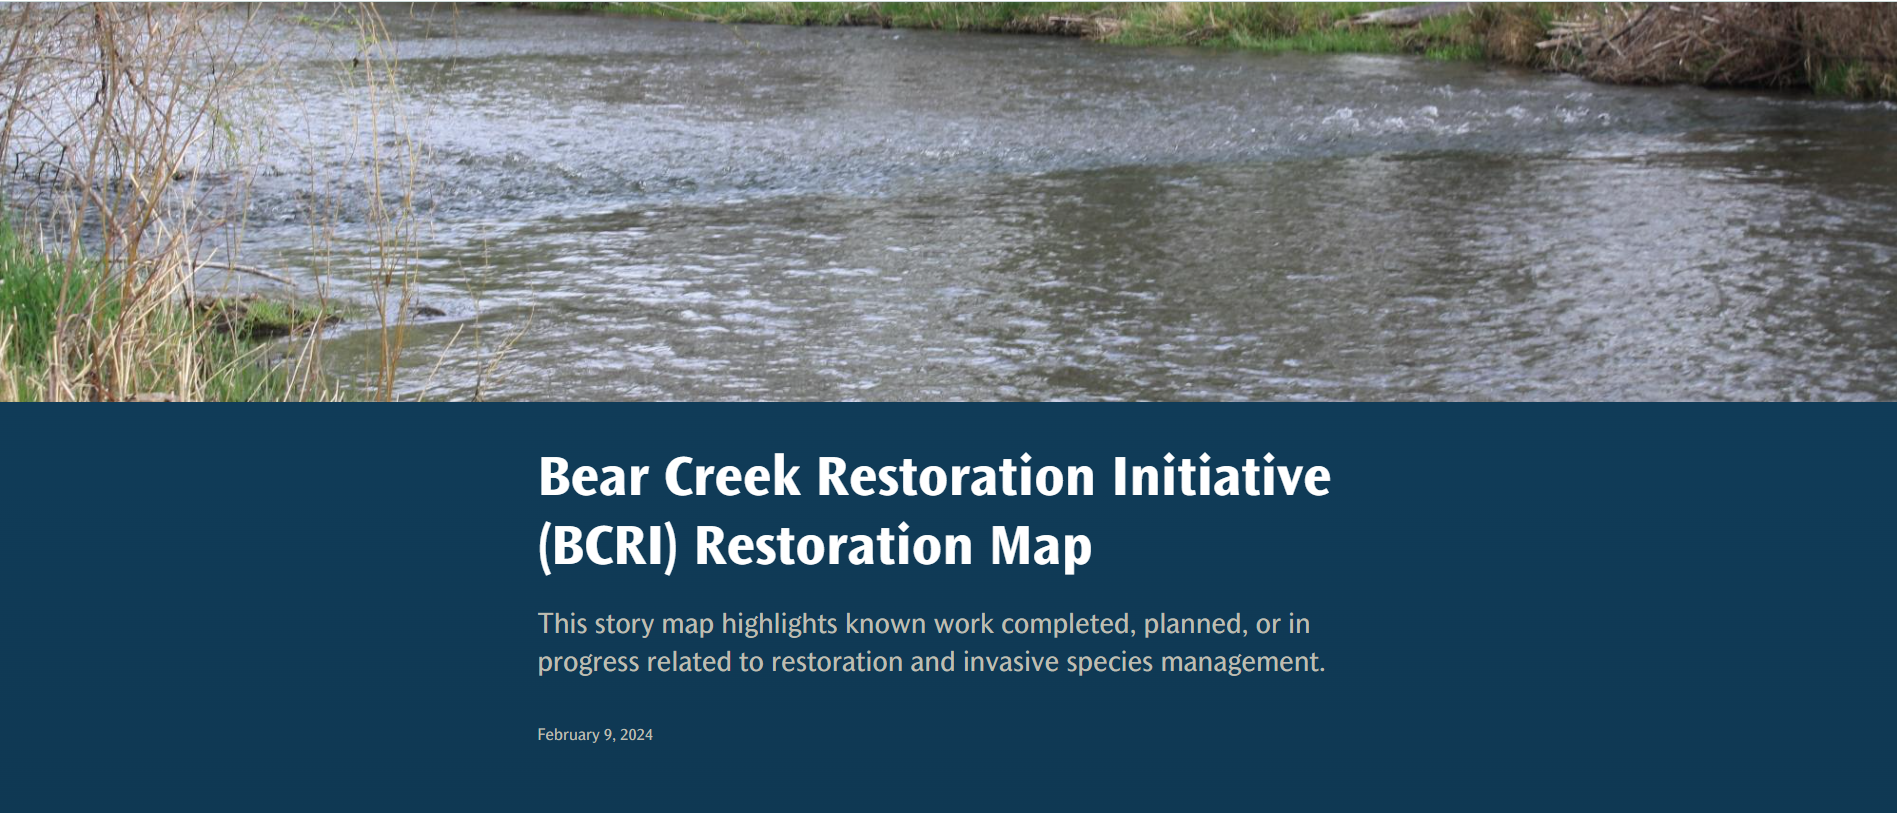 Bear Creek Restoration Initiative
(BCRI) Restoration Map
This story map highlights known work completed, planned, or in
progress related to restoration and invasive species management.
February 9, 2024